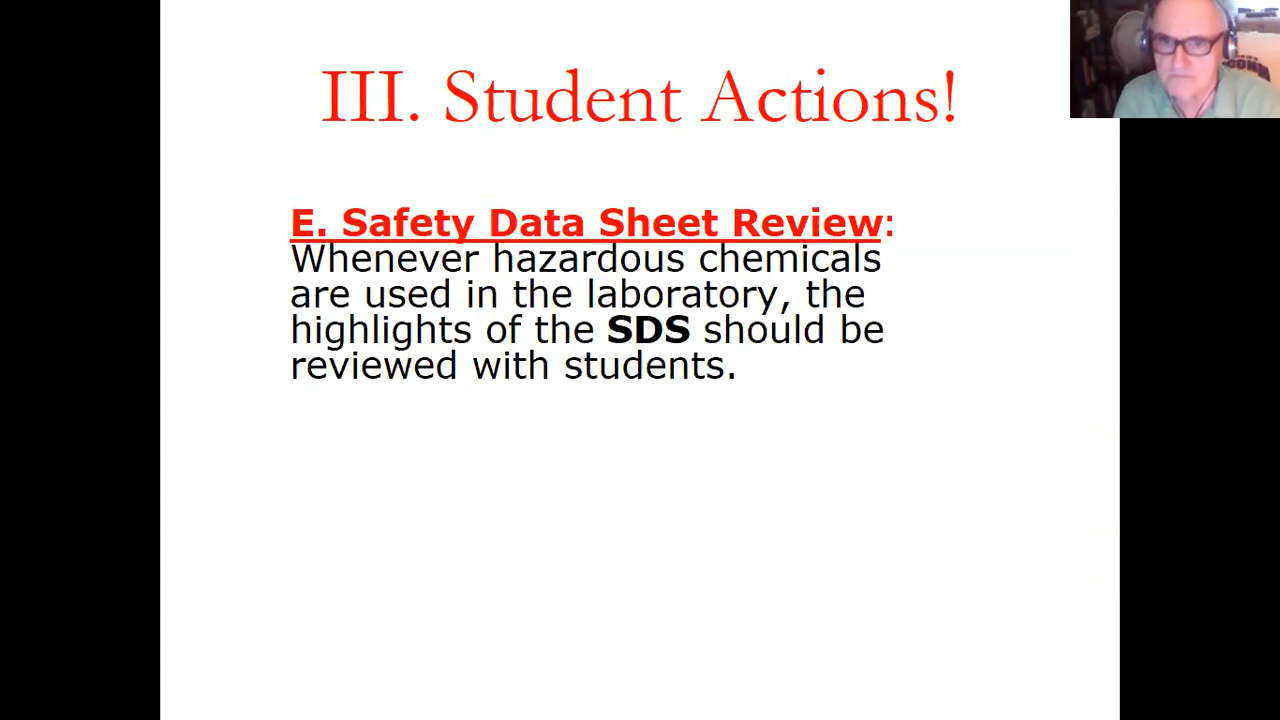 III. Student Actions!
E. Safety Data Sheet Review:
Whenever hazardous chemicals
are used in the laboratory, the
highlights of the SDS should be
reviewed with students.